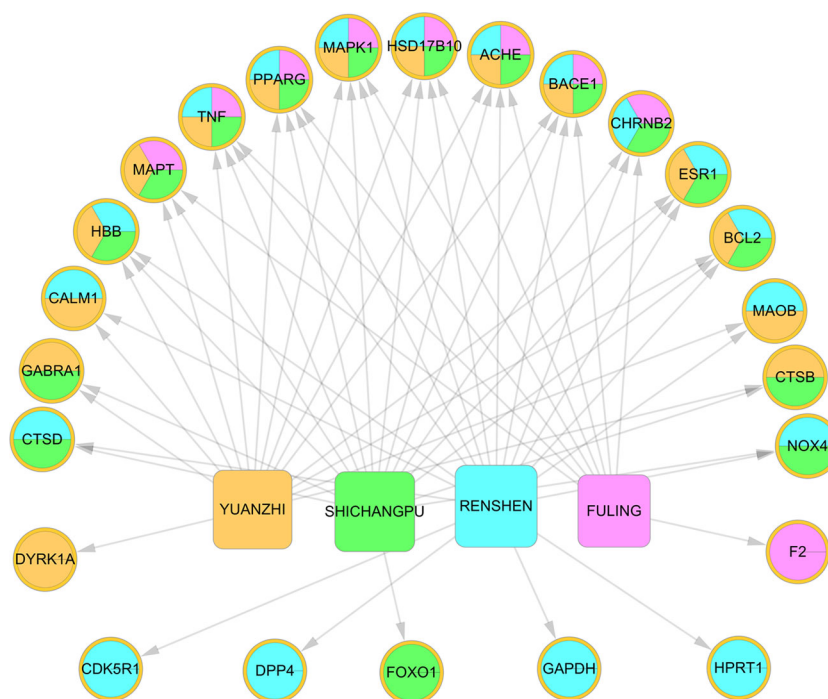 MAPK1
HSD17B10
ACHE
PPARG
BACE1
TNF
CHRNB2
MAPT
ESR1
HBB
BCL2
CALM1
MAOB
GABRA1
CTSB
CTSD
NOX4
YUANZHI
SHICHANGPU
RENSHEN
FULING
DYRK1A
F2
CDK5R1
DPP4
FOXO1
GAPDH
HPRT1